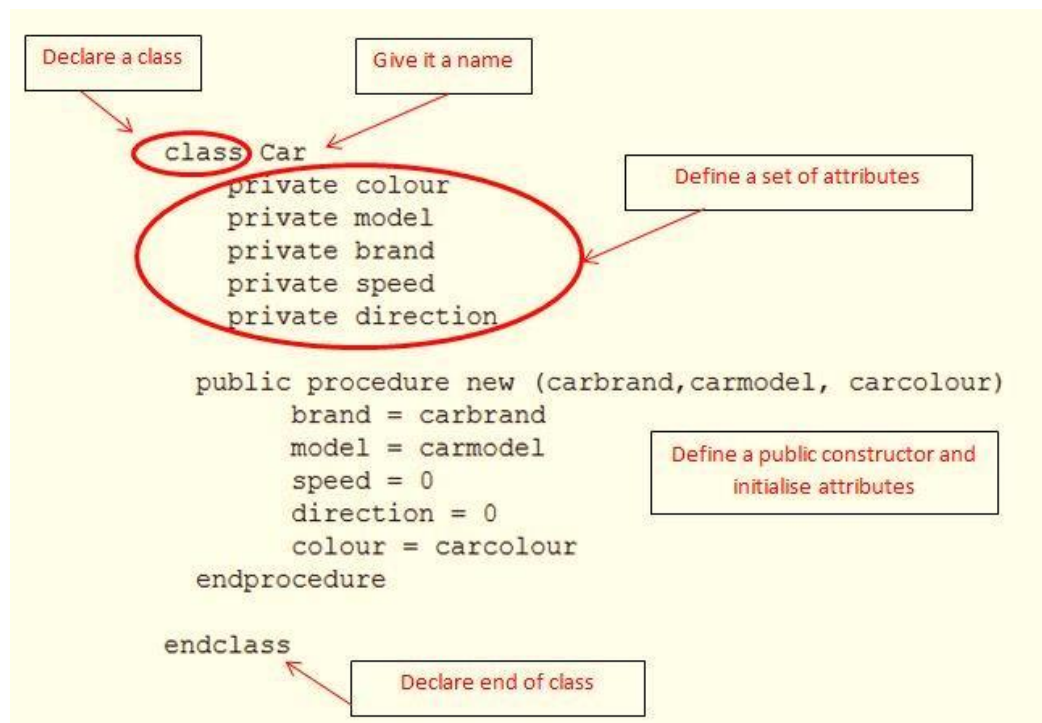 Declare a class
Give it a name
class Car
private colour
Define a set of attributes
private model
private brand
private speed
private direction
public procedure new (carbrand,carmodel, carcolour)
brand = carbrand
model = carmodel
Define a public constructor and
initialise attributes
speed = 0
direction = 0
colour = carcolour
endprocedure
endclass
Declare end of class